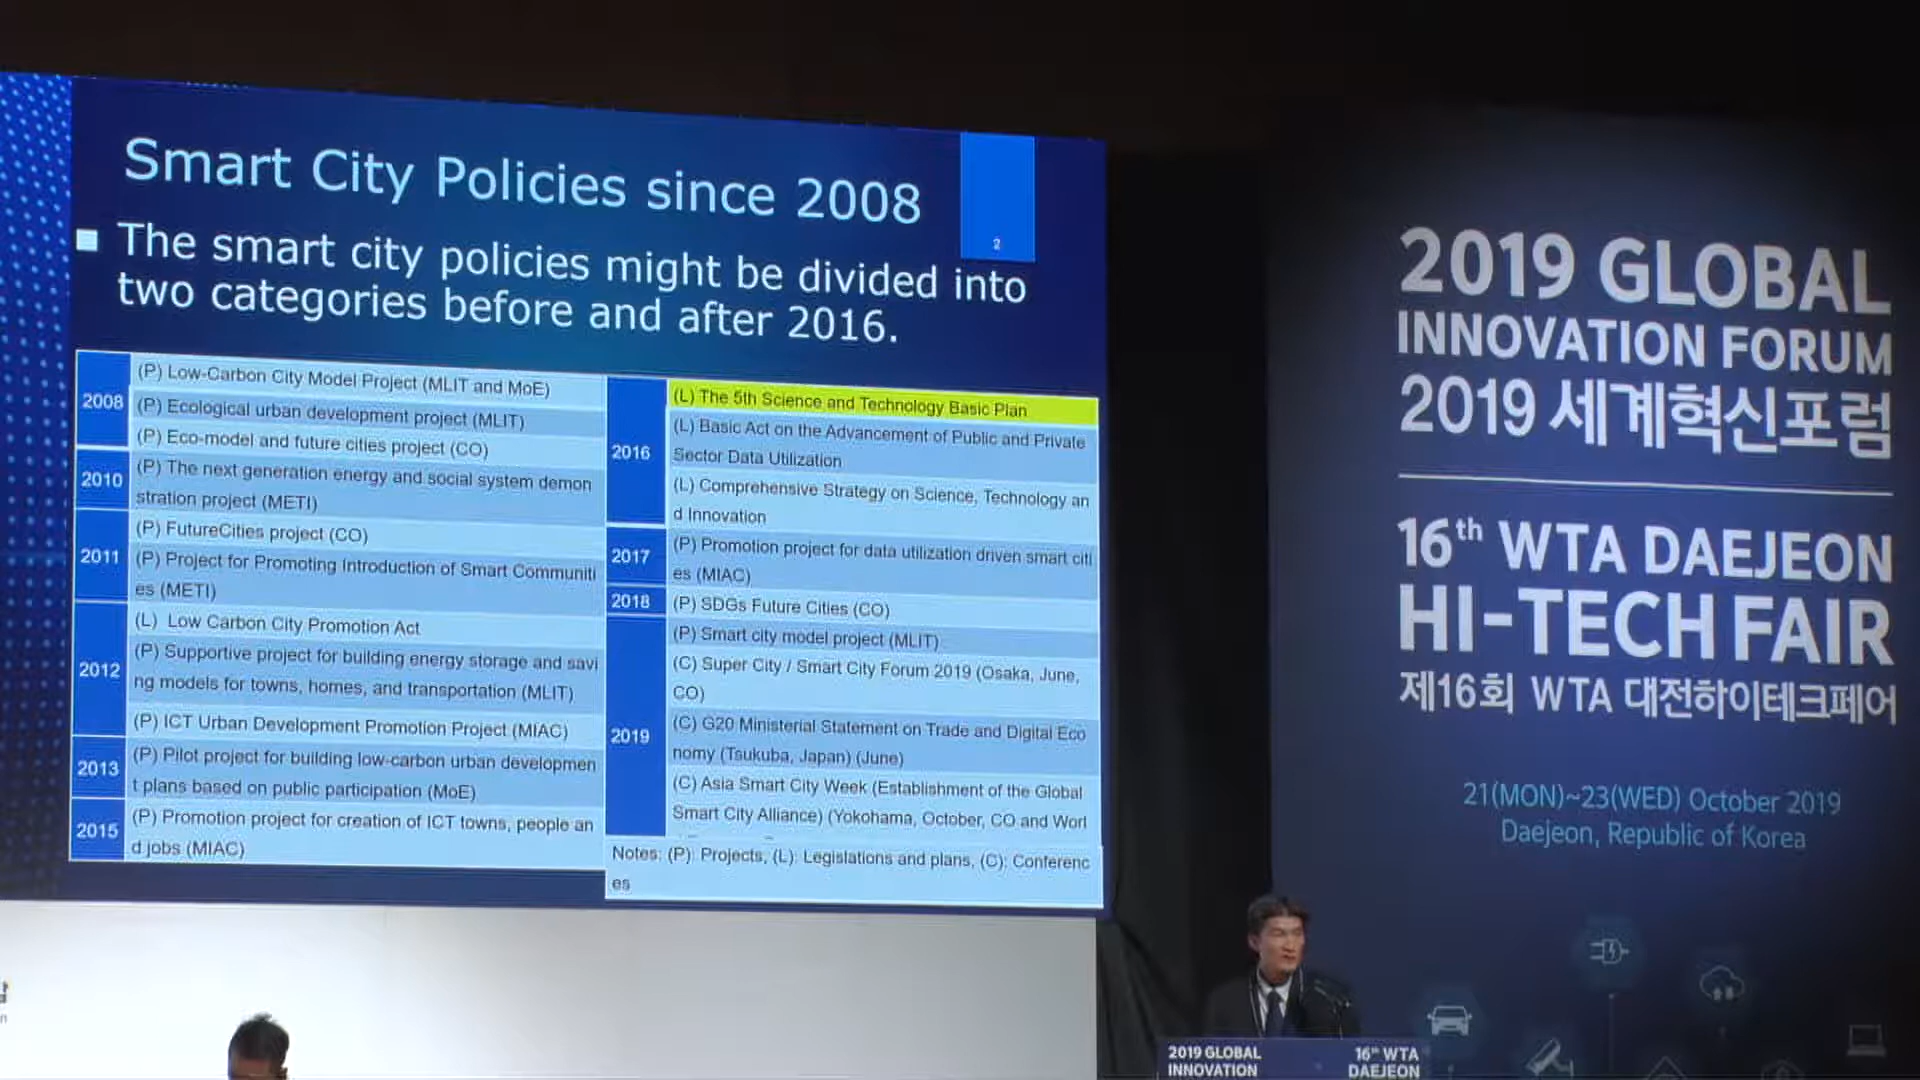 Smart City Policies since 2008
2
■ The smart city policies might be divided into
two categories before and after 2016.
2008
(P) Low-Carbon City Model Project (MLIT and MoE)
(P) Ecological urban development project (MLIT)
(P) Eco-model and future cities project (CO)
2010
(P) The next generation energy and social system demon
stration project (METI)
2011
(P) FutureCities project (CO)
(P) Project for Promoting Introduction of Smart Communiti
es (METI)
2012
(L) Low Carbon City Promotion Act
(P) Supportive project for building energy storage and savi
ng models for towns, homes, and transportation (MLIT)
(P) ICT Urban Development Promotion Project (MIAC)
2013
(P) Pilot project for building low-carbon urban developmen
t plans based on public participation (MoE)
2015
(P) Promotion project for creation of ICT towns, people an
d jobs (MIAC)
2016
(L) The 5th Science and Technology Basic Plan
(L) Basic Act on the Advancement of Public and Private
Sector Data Utilization
(L) Comprehensive Strategy on Science, Technology an
d Innovation
2017
(P) Promotion project for data utilization driven smart citi
es (MIAC)
2018
(P) SDGs Future Cities (CO)
2019
(P) Smart city model project (MLIT)
(C) Super City / Smart City Forum 2019 (Osaka, June,
CO)
(C) G20 Ministerial Statement on Trade and Digital Eco
nomy (Tsukuba, Japan) (June)
(C) Asia Smart City Week (Establishment of the Global
Smart City Alliance) (Yokohama, October, CO and Worl
Notes: (P): Projects, (L): Legislations and plans, (C): Conferenc
es
2019 GLOBAL
INNOVATION FORUM
2019 세계혁신포럼
16th WTA DAEJEON
HI-TECH FAIR
제16회 WTA 대전하이테크페어
21(MON)~23(WED) October 2019
Daejeon, Republic of Korea
2019 GLOBAL
INNOVATION
16th WTA
DAEJEON